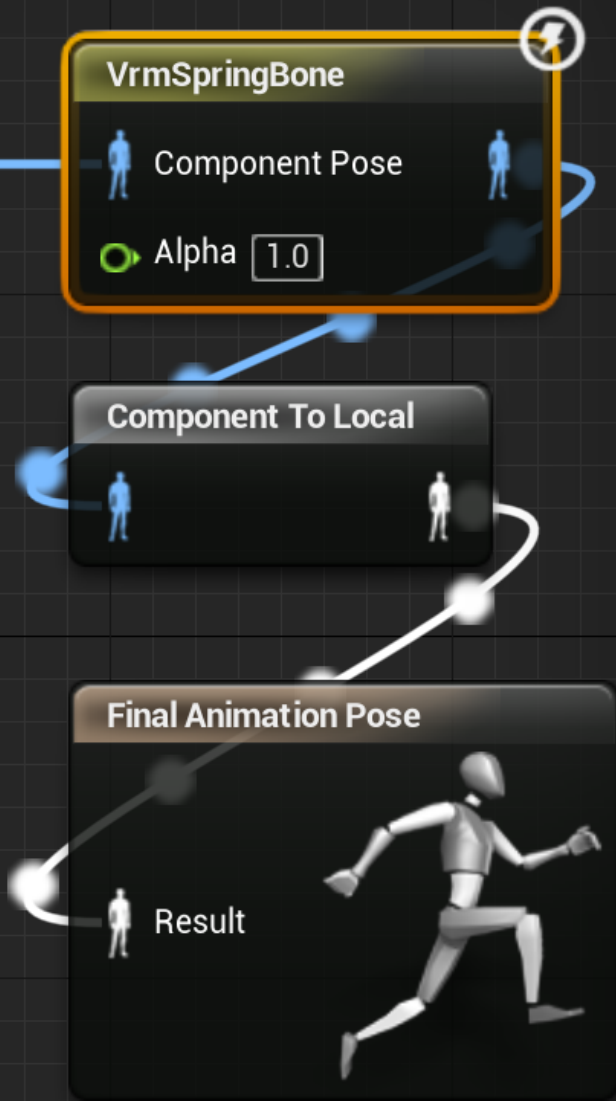 VrmSpringBone
Component Pose
Alpha 1.0
Component To Local
Final Animation Pose
Result